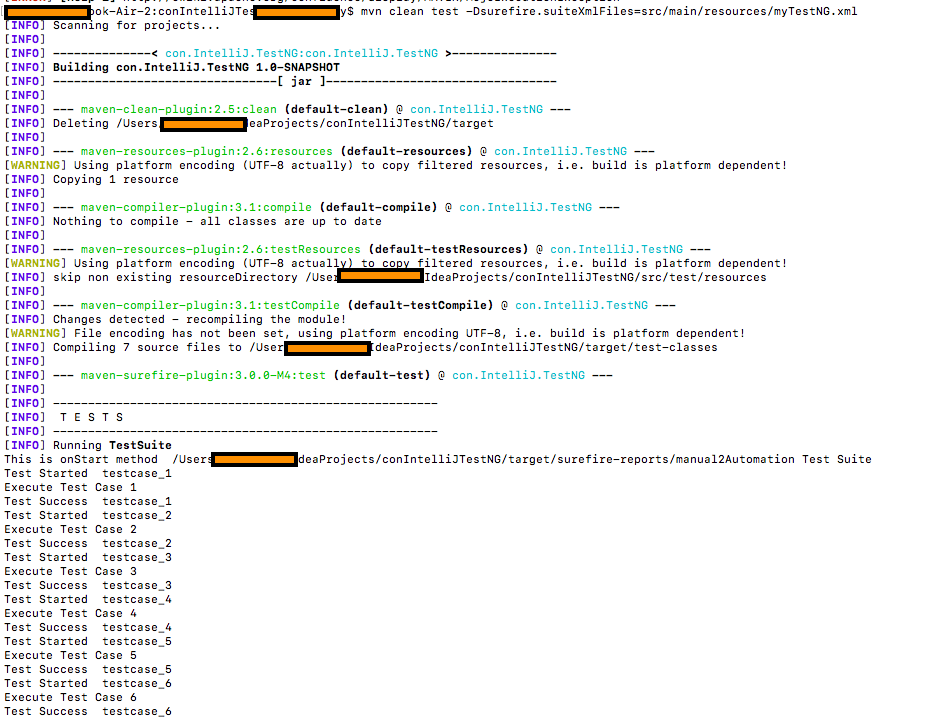 ook-Air-2:conIntelliJTes y$ mvn clean test -Dsurefire.suiteXmlFiles=src/main/resources/myTestNG.xml
[INFO] Scanning for projects...
[INFO]
[INFO] --------------< con.IntelliJ.TestNG:con.IntelliJ.TestNG >---------------
[INFO] Building con.IntelliJ.TestNG 1.0-SNAPSHOT
[INFO] --------------------------------[ jar ]---------------------------------
[INFO]
[INFO] --- maven-clean-plugin:2.5:clean (default-clean) @ con.IntelliJ.TestNG ---
[INFO] Deleting /Users deaProjects/conIntelliJTestNG/target
[INFO]
[INFO] --- maven-resources-plugin:2.6:resources (default-resources) @ con.IntelliJ.TestNG ---
[WARNING] Using platform encoding (UTF-8 actually) to copy filtered resources, i.e. build is platform dependent!
[INFO] Copying 1 resource
[INFO]
[INFO] --- maven-compiler-plugin:3.1:compile (default-compile) @ con.IntelliJ.TestNG ---
[INFO] Nothing to compile - all classes are up to date
[INFO]
[INFO] --- maven-resources-plugin:2.6:testResources (default-testResources) @ con.IntelliJ.TestNG ---
[WARNING] Using platform encoding (UTF-8 actually) to copy filtered resources, i.e. build is platform dependent!
[INFO] skip non existing resourceDirectory /User IdeaProjects/conIntelliJTestNG/src/test/resources
[INFO]
[INFO] --- maven-compiler-plugin:3.1:testCompile (default-testCompile) @ con.IntelliJ.TestNG ---
[INFO] Changes detected - recompiling the module!
[WARNING] File encoding has not been set, using platform encoding UTF-8, i.e. build is platform dependent!
[INFO] Compiling 7 source files to /User IdeaProjects/conIntelliJTestNG/target/test-classes
[INFO]
[INFO] --- maven-surefire-plugin:3.0.0-M4:test (default-test) @ con.IntelliJ.TestNG ---
[INFO]
[INFO] -------------------------------------------------------
[INFO]  T E S T S
[INFO] -------------------------------------------------------
[INFO] Running TestSuite
This is onStart method  /Users deaProjects/conIntelliJTestNG/target/surefire-reports/manual2Automation Test Suite
Test Started  testcase_1
Execute Test Case 1
Test Success  testcase_1
Test Started  testcase_2
Execute Test Case 2
Test Success  testcase_2
Test Started  testcase_3
Execute Test Case 3
Test Success  testcase_3
Test Started  testcase_4
Execute Test Case 4
Test Success  testcase_4
Test Started  testcase_5
Execute Test Case 5
Test Success  testcase_5
Test Started  testcase_6
Execute Test Case 6
Test Success  testcase_6